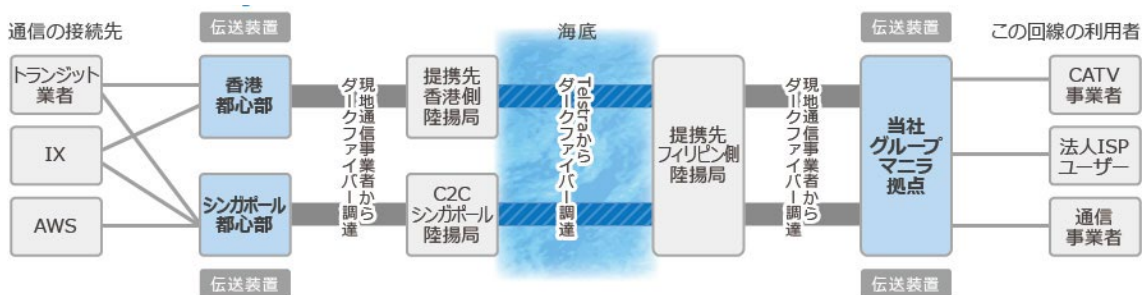 通信の接続先
トランジット
業者
IX
AWS
伝送装置
香港
都心部
シンガポール
都心部
伝送装置
現地通信事業者から
ダークファイバー調達
提携先
香港側
陸揚局
C2C
シンガポール
陸揚局
海底
Telstraから
ダークファイバー調達
提携先
フィリピン側
陸揚局
現地通信事業者から
ダークファイバー調達
伝送装置
当社
グループ
マニラ
拠点
伝送装置
この回線の利用者
CATV
事業者
法人ISP
ユーザー
通信
事業者